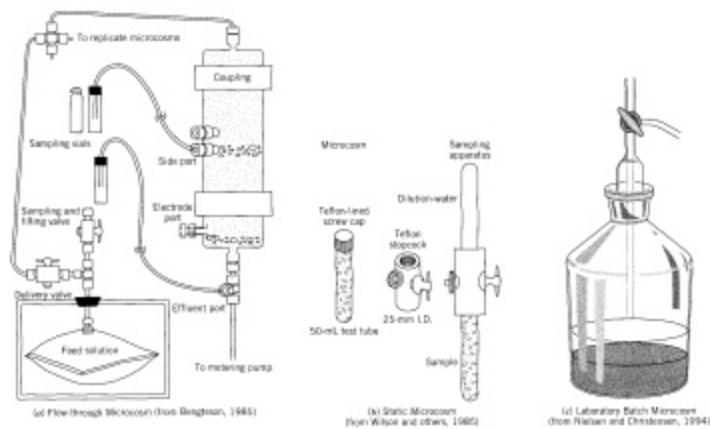 To replicate microcosms
Coupling
Sampling vials
Side port
Sampling and
filling valve
Electrode
port
Delivery valve
Effluent port
Feed solution
To metering pump
(a) Flow-through Microcosm (from Bengtsson, 1985)
Microcosm
Sampling
apparatus
Dilution-water
Teflon-lined
screw cap
Teflon
stopcock
50-mL test tube
25-mm I.D.
Sample
(b) Static Microcosm
(from Wilson and others, 1985)
(c) Laboratory Batch Microcosm
(from Nielsen and Christensen, 1994)